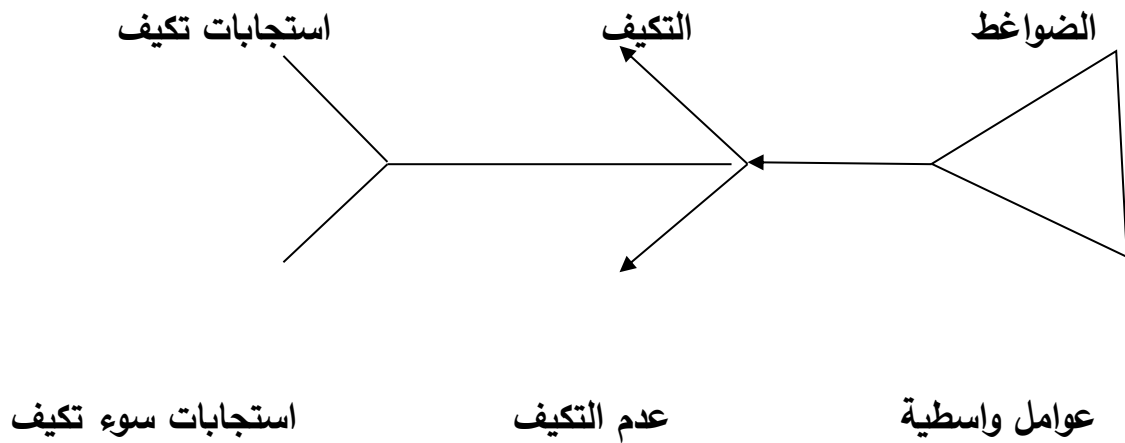 الضواغط التكيف استجابات تكيف
عوامل واسطية عدم التكيف استجابات سوء تكيف